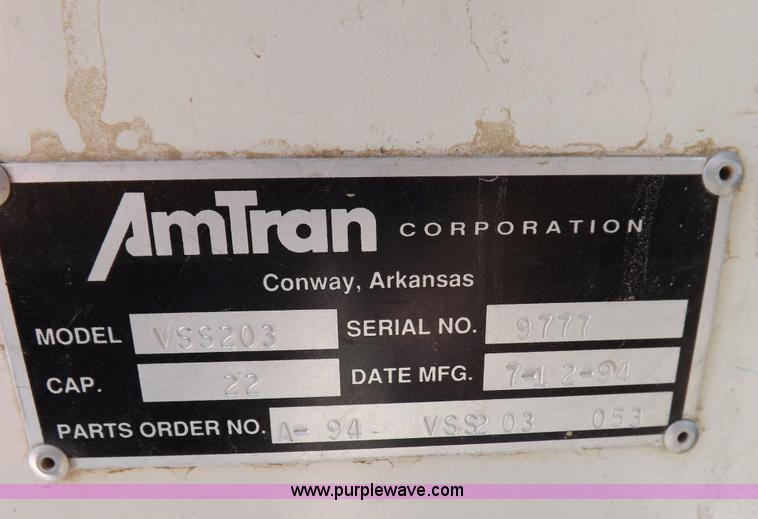 AmTran CORPORATION
Conway, Arkansas
MODEL VSS203 SERIAL NO. 9777
CAP. 22 DATE MFG. 7-12-94
PARTS ORDER NO. A-94 VSS203 053
www.purplewave.com